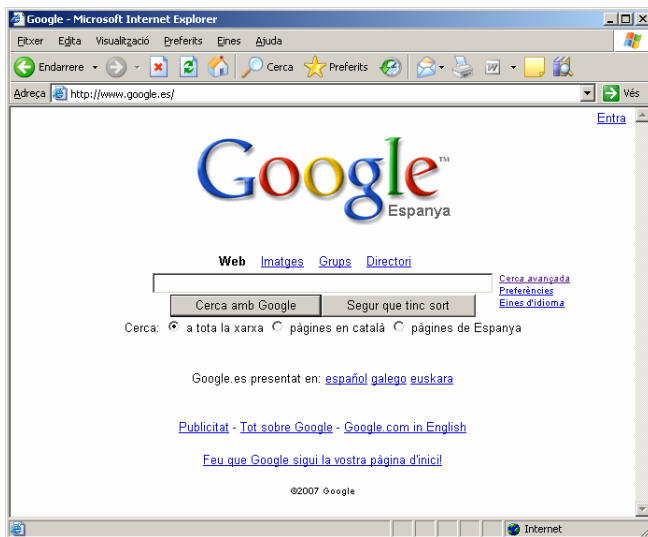 Google - Microsoft Internet Explorer
Fitxer Edita Visualització Preferits Eines Ajuda
Endarrere Cerca Preferits
Adreça http://www.google.es/ Vés
Entra
Google™
Espanya
Web Imatges Grups Directori
Cerca avançada
Preferències
Eines d'idioma
Cerca amb Google Segur que tinc sort
Cerca: a tota la xarxa pàgines en català pàgines de Espanya
Google.es presentat en: español galego euskara
Publicitat - Tot sobre Google - Google.com in English
Feu que Google sigui la vostra pàgina d'inici!
©2007 Google
Internet